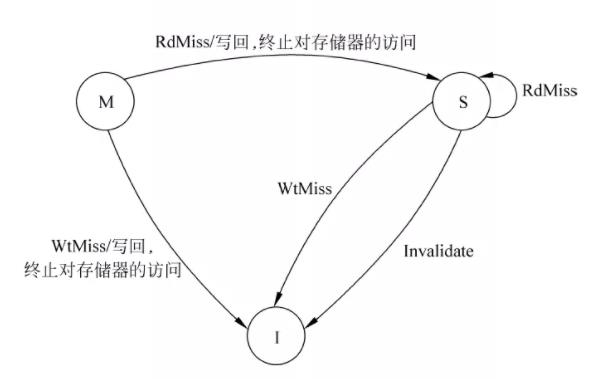 RdMiss/写回,终止对存储器的访问
M
S
RdMiss
WtMiss
WtMiss/写回,
终止对存储器的访问
Invalidate
I